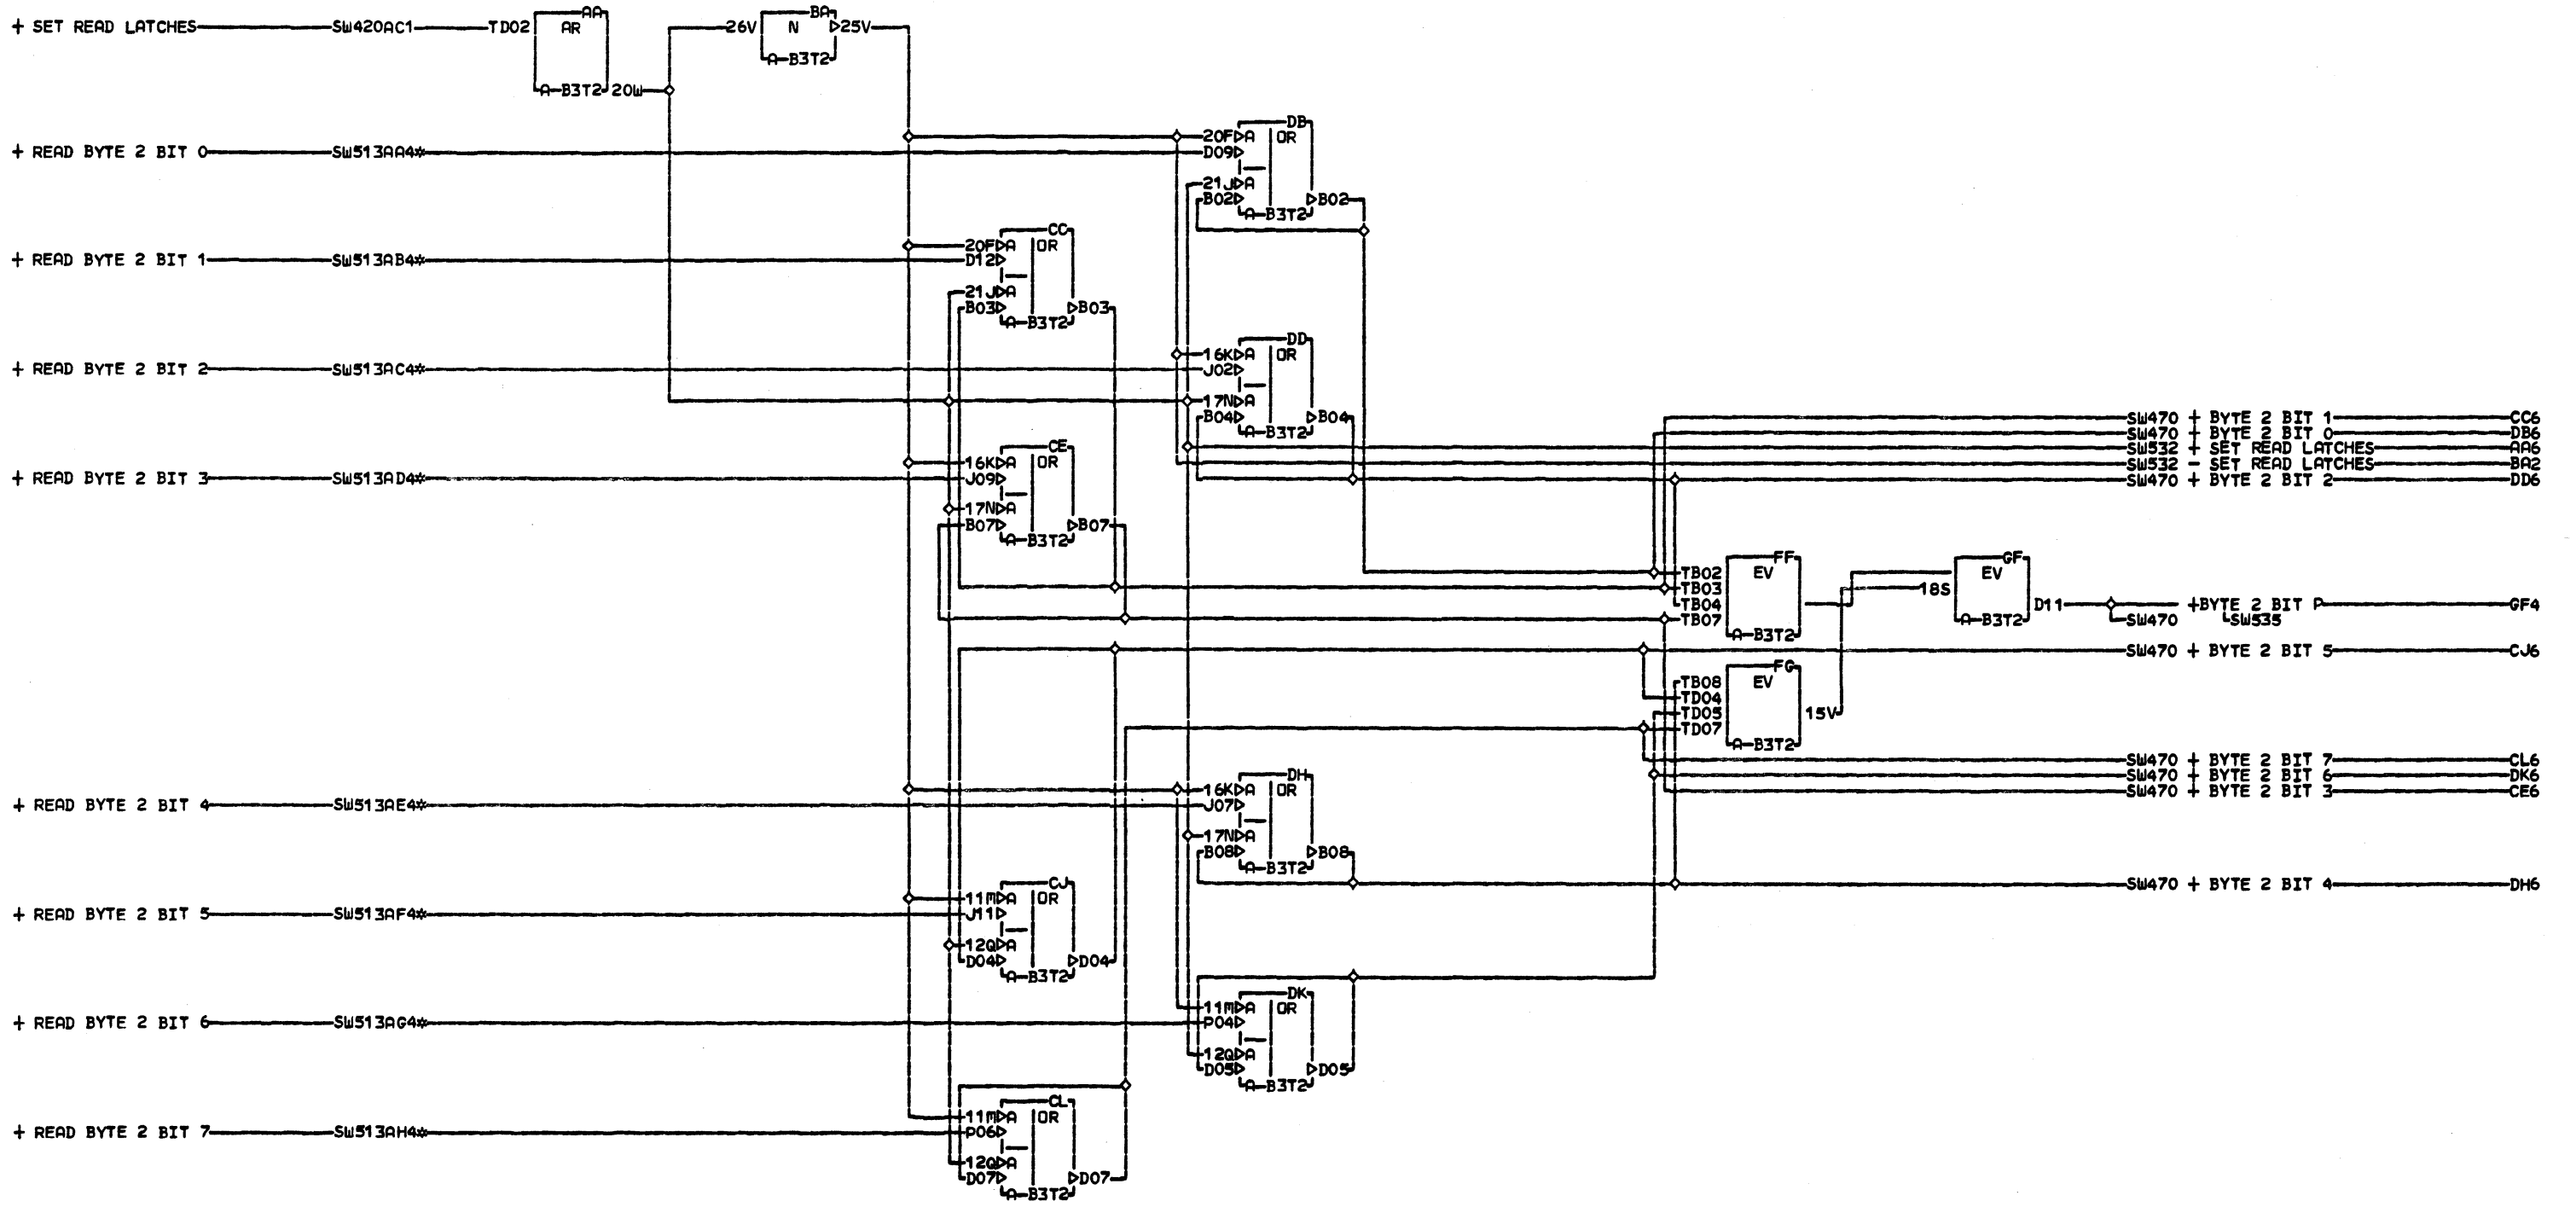 + SET READ LATCHES SW420AC1 TD02 AA AR A B3T2 20W 26V BA N 25V A B3T2
DB
20F A OR
+ READ BYTE 2 BIT 0 SW513AA4* D09
21J A
B02 B02
A B3T2
CC
20F A OR
+ READ BYTE 2 BIT 1 SW513AB4* D12
21J A
B03 B03
A B3T2
DD
16K A OR
+ READ BYTE 2 BIT 2 SW513AC4* J02
17N A
B04 B04
A B3T2
SW470 + BYTE 2 BIT 1 CC6
SW470 + BYTE 2 BIT 0 DB6
SW532 + SET READ LATCHES AA6
SW532 - SET READ LATCHES BA2
SW470 + BYTE 2 BIT 2 DD6
CE
16K A OR
+ READ BYTE 2 BIT 3 SW513AD4* J09
17N A
B07 B07
A B3T2
FF
TB02 EV
TB03
TB04
TB07
A B3T2
GF
EV
18S
D11 +BYTE 2 BIT P GF4
A B3T2 SW470 SW535
SW470 + BYTE 2 BIT 5 CJ6
FG
TB08 EV
TD04
TD05 15V
TD07
A B3T2
SW470 + BYTE 2 BIT 7 CL6
SW470 + BYTE 2 BIT 6 DK6
SW470 + BYTE 2 BIT 3 CE6
DH
16K A OR
+ READ BYTE 2 BIT 4 SW513AE4* J07
17N A
B08 B08
A B3T2
SW470 + BYTE 2 BIT 4 DH6
CJ
11M A OR
+ READ BYTE 2 BIT 5 SW513AF4* J11
12Q A
D04 D04
A B3T2
DK
11M A OR
+ READ BYTE 2 BIT 6 SW513AG4* P04
12Q A
D05 D05
A B3T2
CL
11M A OR
+ READ BYTE 2 BIT 7 SW513AH4* P06
12Q A
D07 D07
A B3T2